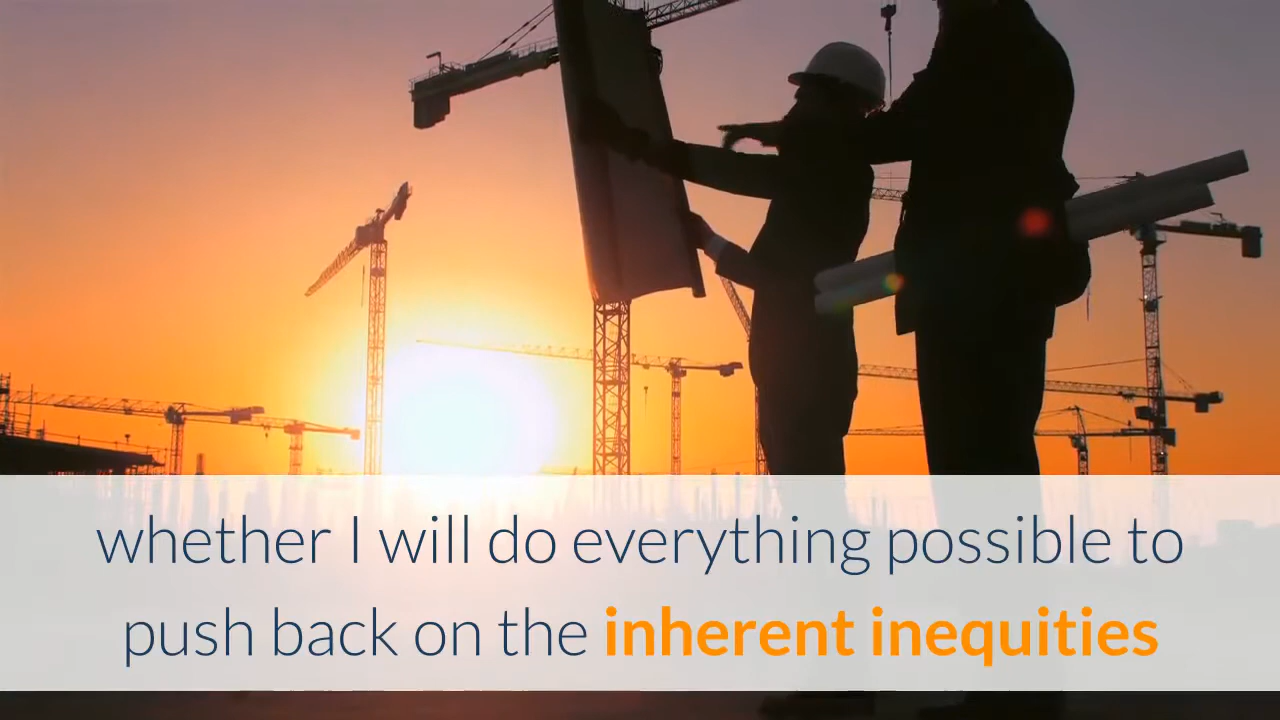 whether I will do everything possible to
push back on the inherent inequities